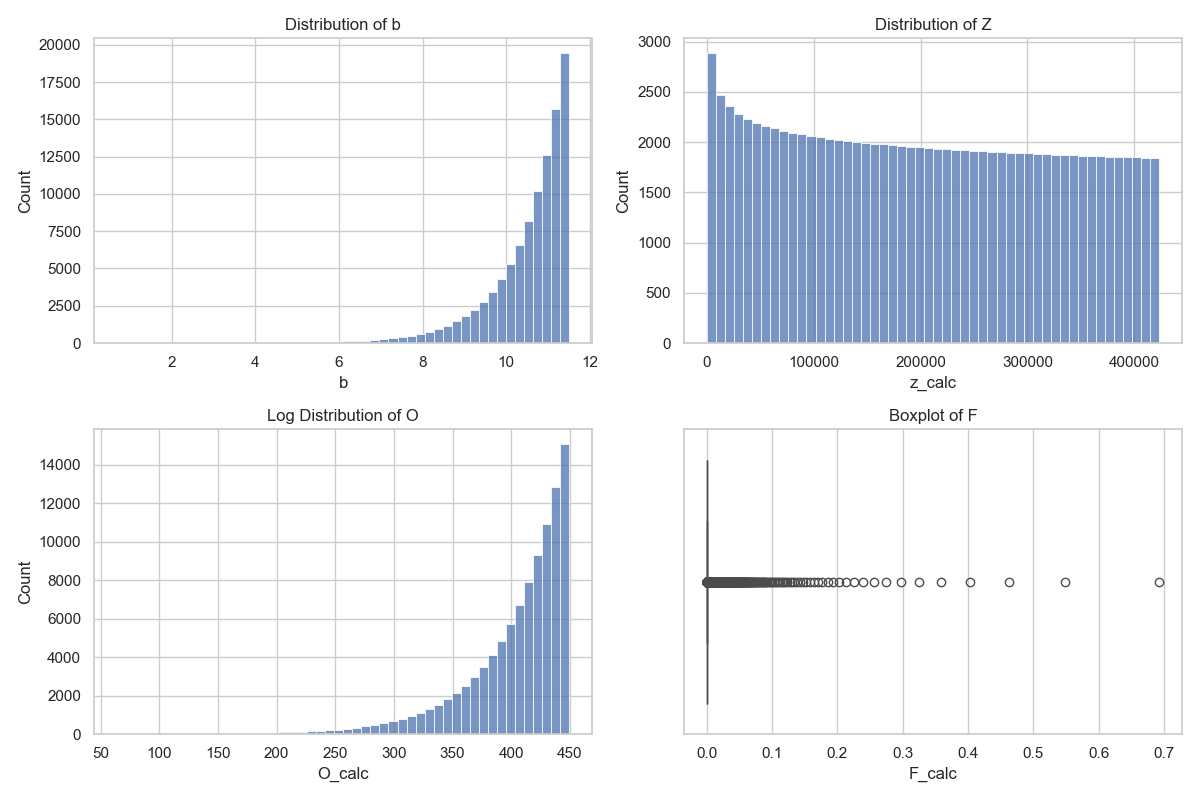 Distribution of b
20000
17500
15000
12500
10000
7500
5000
2500
0
Count
2 4 6 8 10 12
b
Distribution of Z
3000
2500
2000
1500
1000
500
0
Count
0 100000 200000 300000 400000
z_calc
Log Distribution of O
14000
12000
10000
8000
6000
4000
2000
0
Count
50 100 150 200 250 300 350 400 450
O_calc
Boxplot of F
0.0 0.1 0.2 0.3 0.4 0.5 0.6 0.7
F_calc